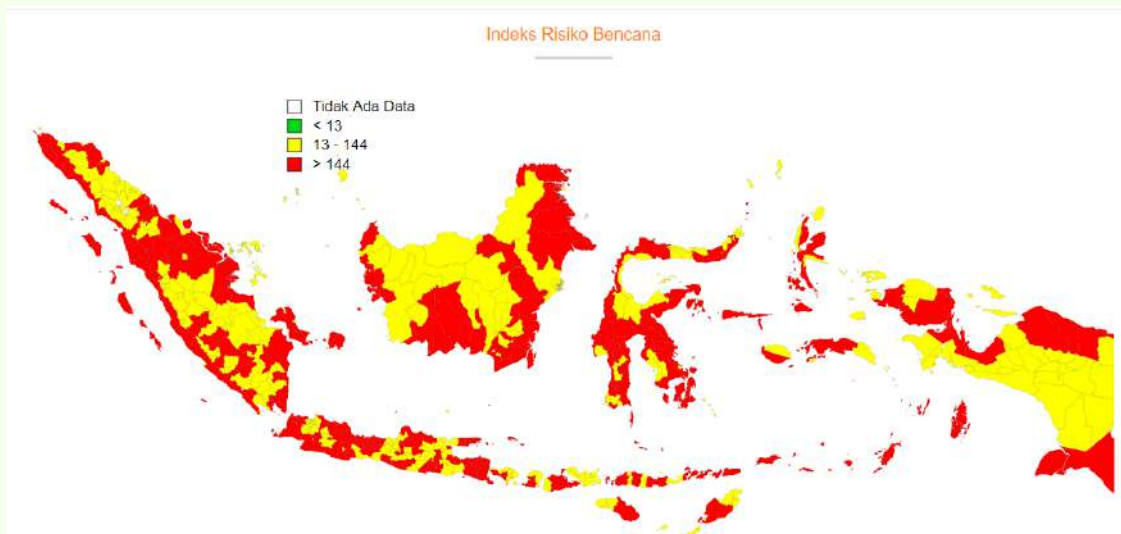 Indeks Risiko Bencana
Tidak Ada Data
< 13
13 - 144
> 144